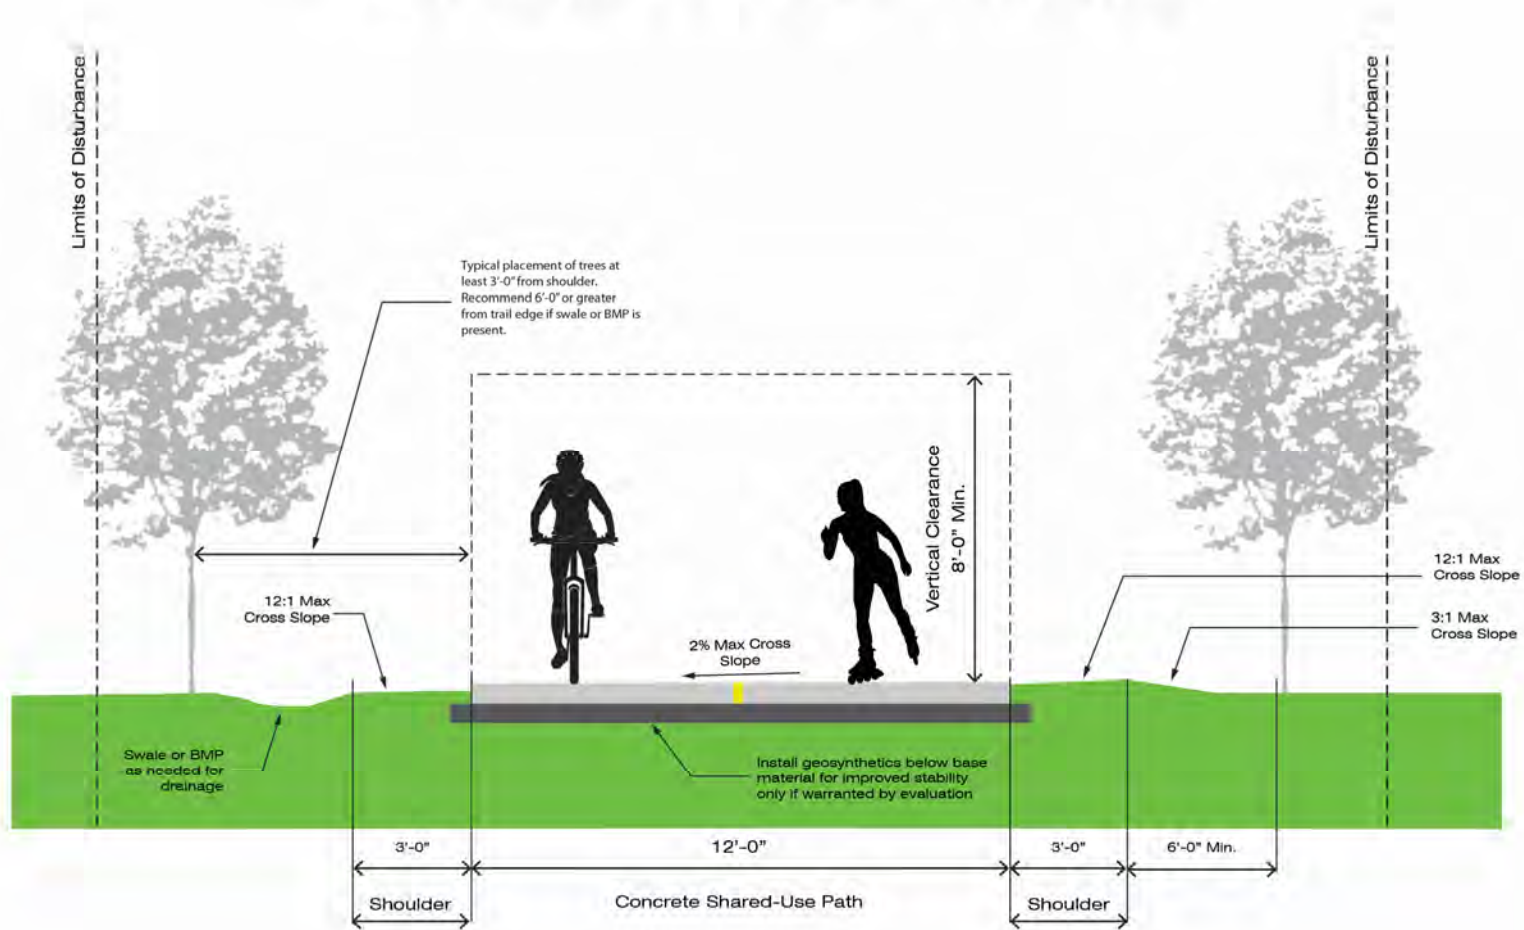 Limits of Disturbance
Limits of Disturbance
Typical placement of trees at
least 3'-0" from shoulder.
Recommend 6'-0" or greater
from trail edge if swale or BMP is
present.
Vertical Clearance
8'-0" Min.
12:1 Max
Cross Slope
12:1 Max
Cross Slope
3:1 Max
Cross Slope
2% Max Cross
Slope
Swale or BMP
as needed for
drainage
Install geosynthetics below base
material for improved stability
only if warranted by evaluation
3'-0"
12'-0"
3'-0"
6'-0" Min.
Shoulder
Concrete Shared-Use Path
Shoulder